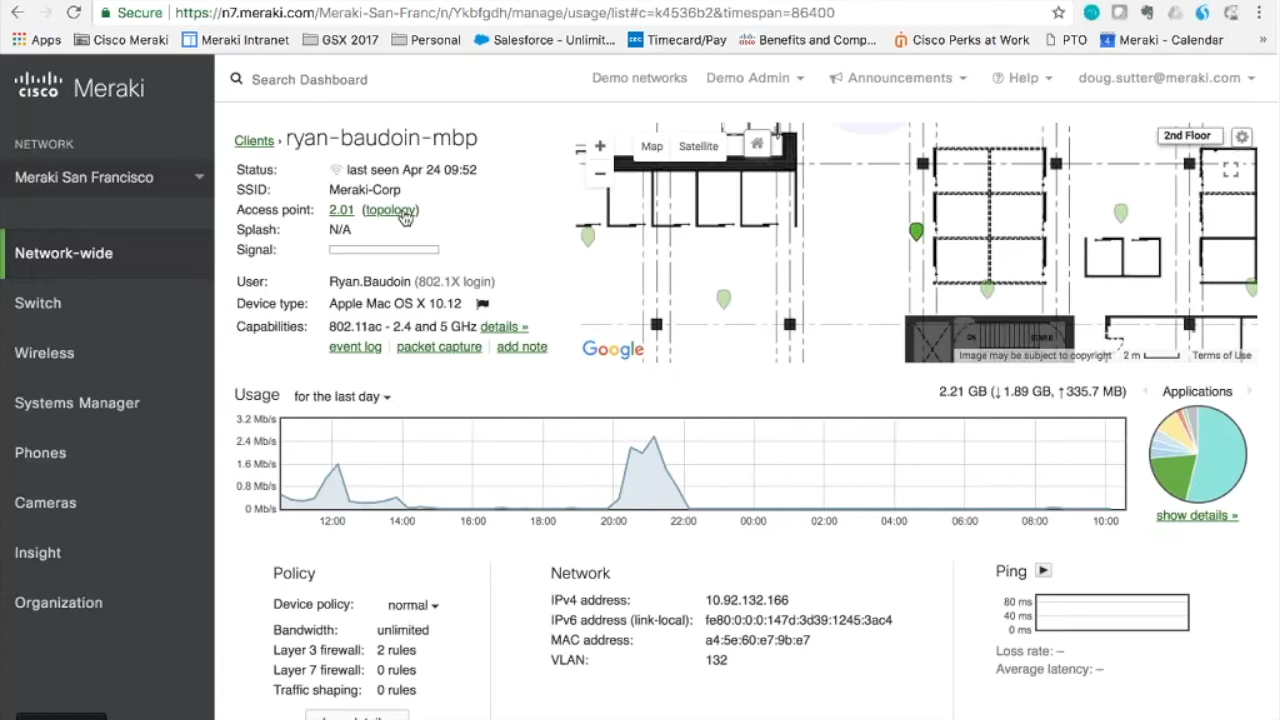 Secure https://n7.meraki.com/Meraki-San-Franc/n/Ykbfgdh/manage/usage/list#c=k4536b2&timespan=86400
Apps Cisco Meraki Meraki Intranet GSX 2017 Personal Salesforce - Unlimit... Timecard/Pay Benefits and Comp... Cisco Perks at Work PTO Meraki - Calendar »
cisco Meraki
Search Dashboard
Demo networks Demo Admin Announcements Help doug.sutter@meraki.com
NETWORK
Meraki San Francisco
Network-wide
Switch
Wireless
Systems Manager
Phones
Cameras
Insight
Organization
Clients › ryan-baudoin-mbp
Status: last seen Apr 24 09:52
SSID: Meraki-Corp
Access point: 2.01 (topology)
Splash: N/A
Signal:
User: Ryan.Baudoin (802.1X login)
Device type: Apple Mac OS X 10.12
Capabilities: 802.11ac - 2.4 and 5 GHz details »
event log packet capture add note
+ Map Satellite
−
2nd Floor
Google
Image may be subject to copyright 2 m Terms of Use
Usage for the last day
2.21 GB (↓1.89 GB, ↑335.7 MB)
Applications
3.2 Mb/s
2.4 Mb/s
1.6 Mb/s
0.8 Mb/s
0 Mb/s
12:00 14:00 16:00 18:00 20:00 22:00 00:00 02:00 04:00 06:00 08:00 10:00
show details »
Policy
Device policy: normal
Bandwidth: unlimited
Layer 3 firewall: 2 rules
Layer 7 firewall: 0 rules
Traffic shaping: 0 rules
Network
IPv4 address: 10.92.132.166
IPv6 address (link-local): fe80:0:0:0:147d:3d39:1245:3ac4
MAC address: a4:5e:60:e7:9b:e7
VLAN: 132
Ping
80 ms
40 ms
0 ms
Loss rate: –
Average latency: –